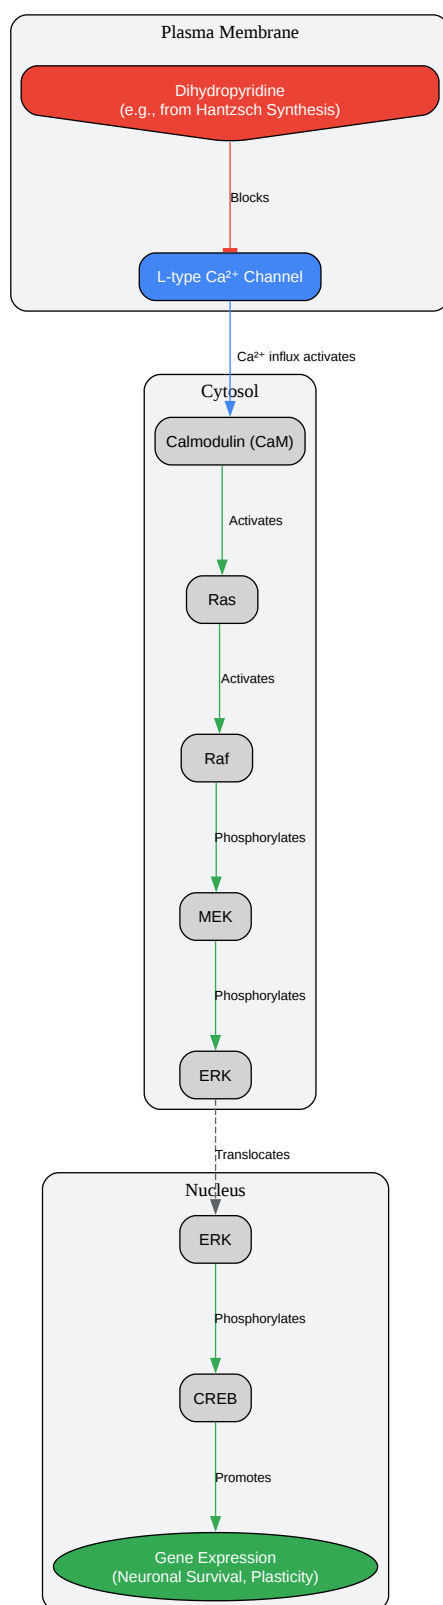 Plasma Membrane
Dihydropyridine
(e.g., from Hantzsch Synthesis)
Blocks
L-type Ca²⁺ Channel
Ca²⁺ influx activates
Cytosol
Calmodulin (CaM)
Activates
Ras
Activates
Raf
Phosphorylates
MEK
Phosphorylates
ERK
Translocates
Nucleus
ERK
Phosphorylates
CREB
Promotes
Gene Expression
(Neuronal Survival, Plasticity)